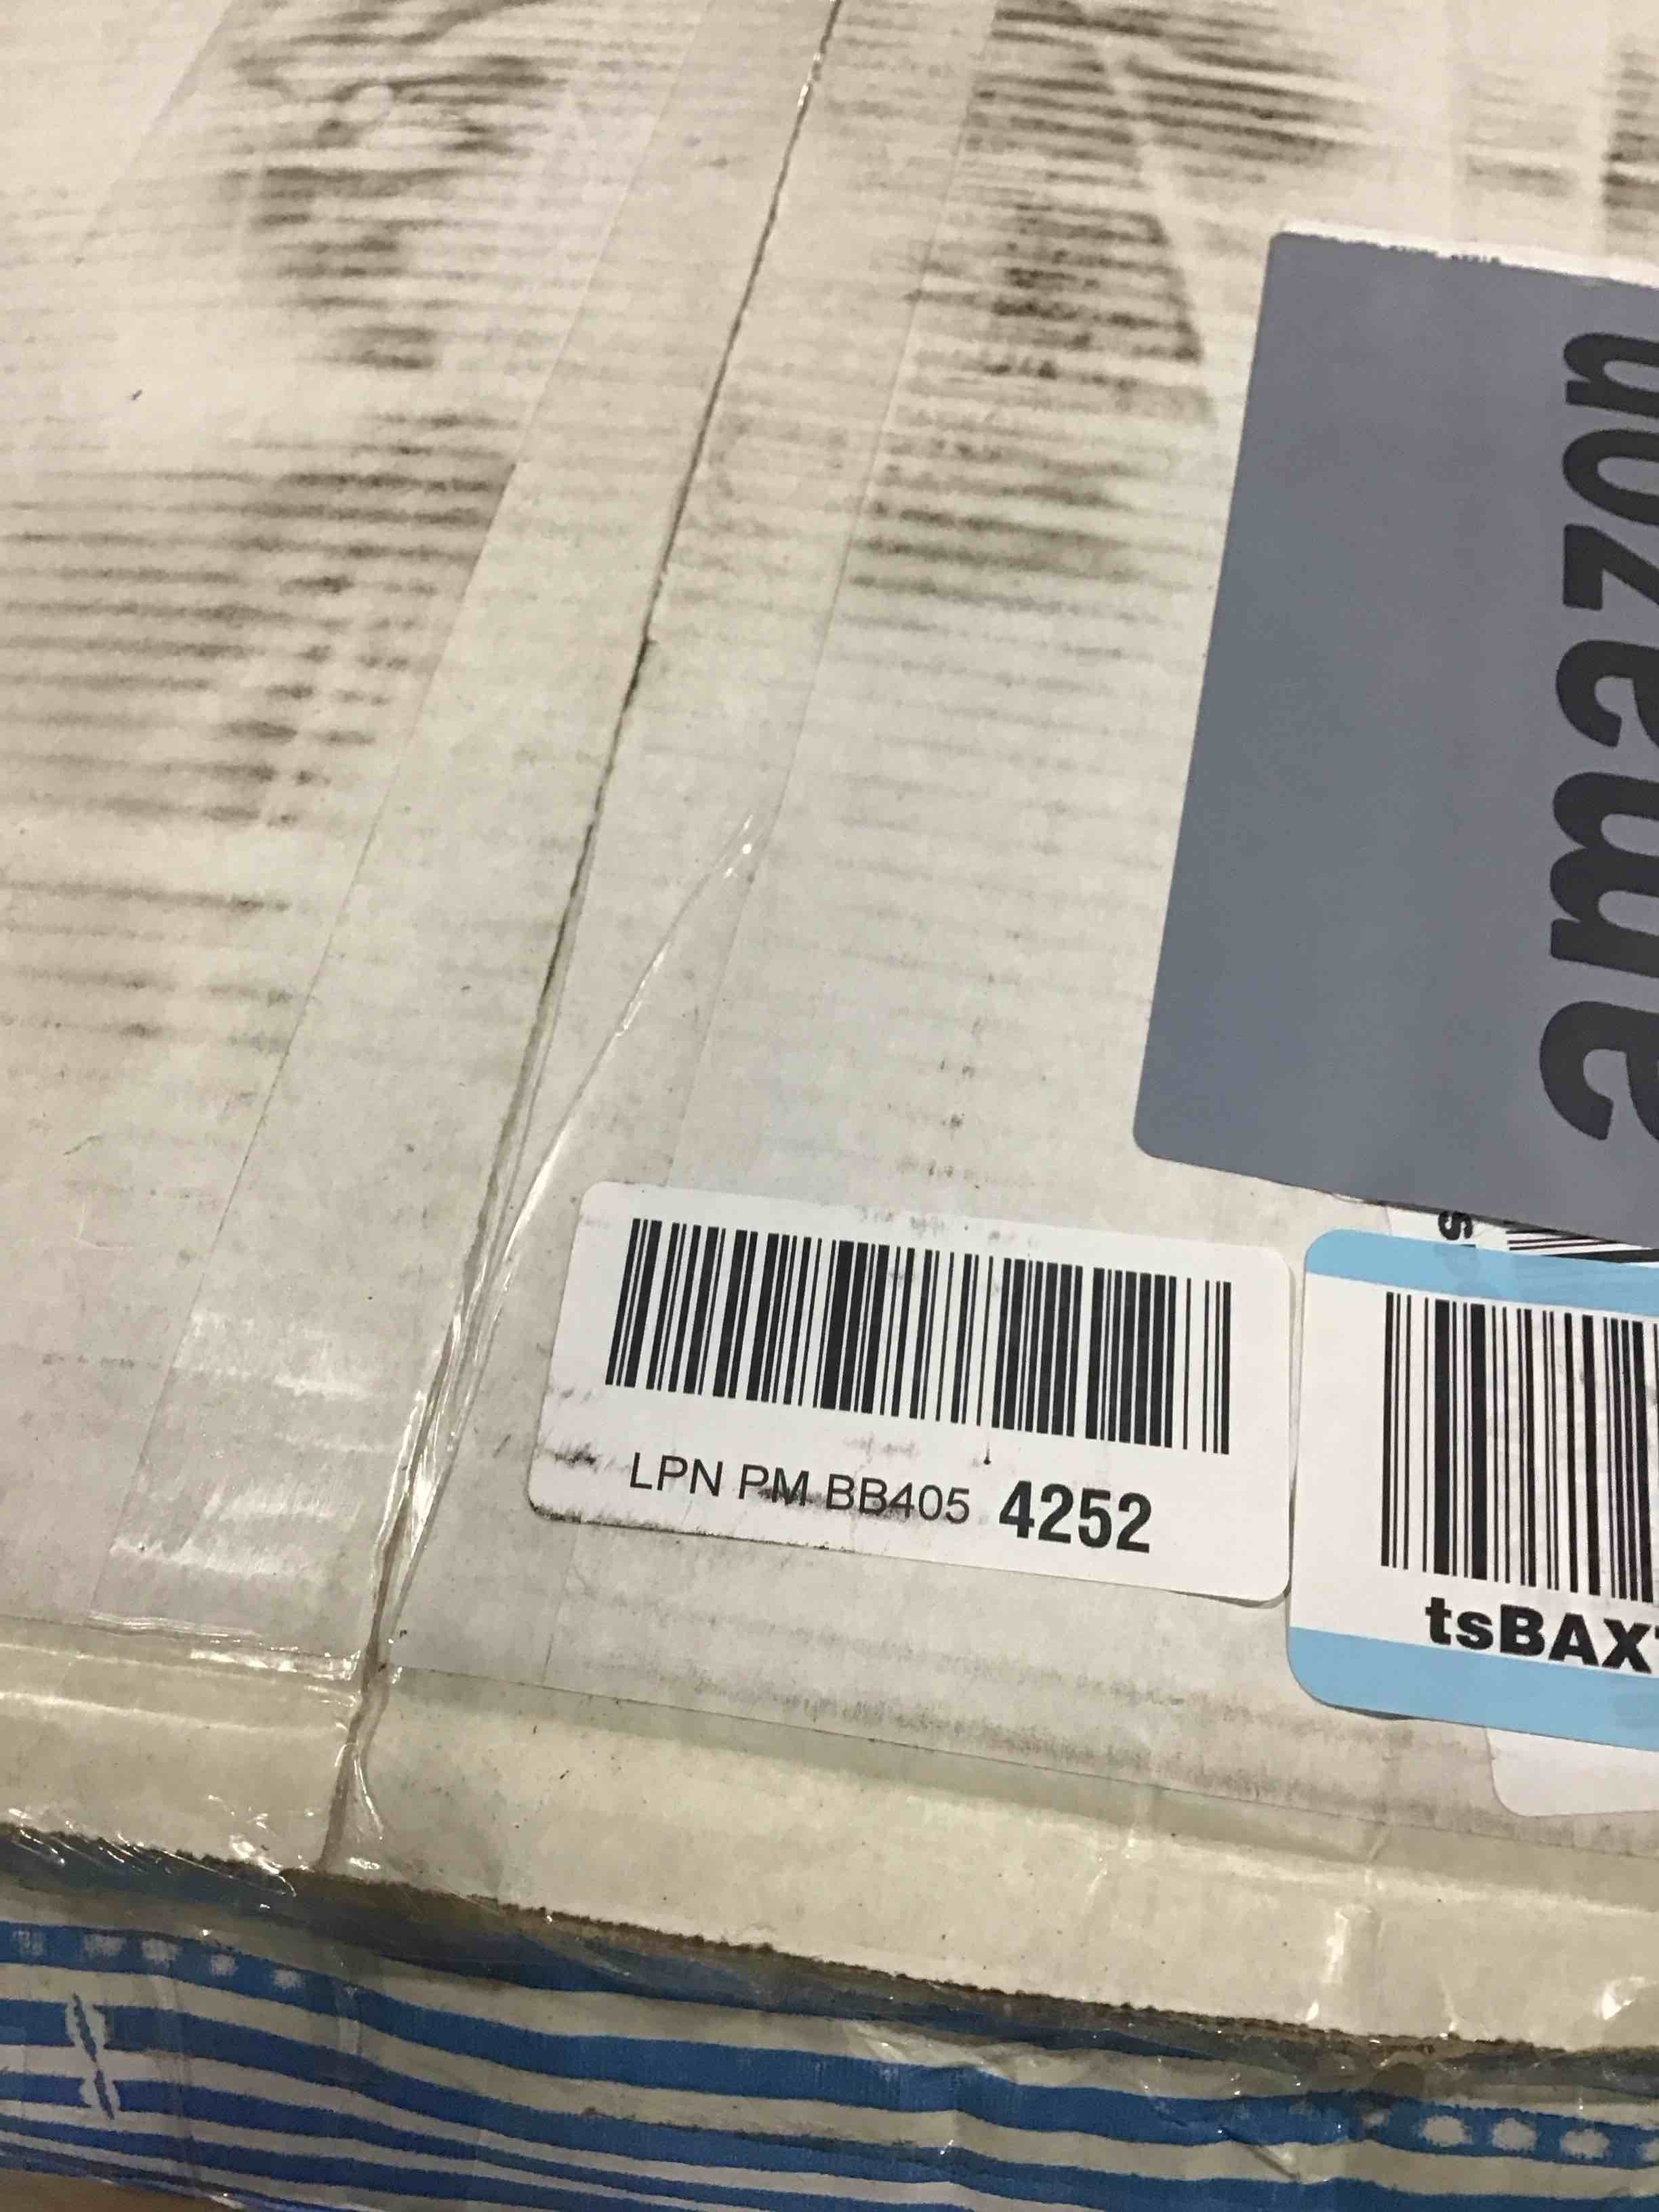 amazon
LPN PM BB405 4252
s
tsBAX